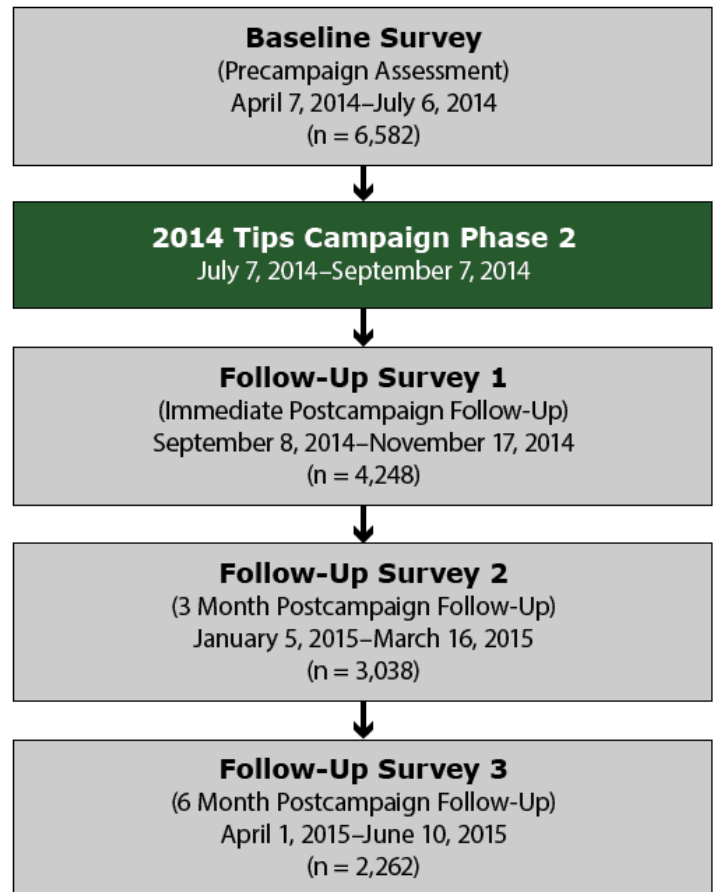 Baseline Survey
(Precampaign Assessment)
April 7, 2014–July 6, 2014
(n = 6,582)
2014 Tips Campaign Phase 2
July 7, 2014–September 7, 2014
Follow-Up Survey 1
(Immediate Postcampaign Follow-Up)
September 8, 2014–November 17, 2014
(n = 4,248)
Follow-Up Survey 2
(3 Month Postcampaign Follow-Up)
January 5, 2015–March 16, 2015
(n = 3,038)
Follow-Up Survey 3
(6 Month Postcampaign Follow-Up)
April 1, 2015–June 10, 2015
(n = 2,262)